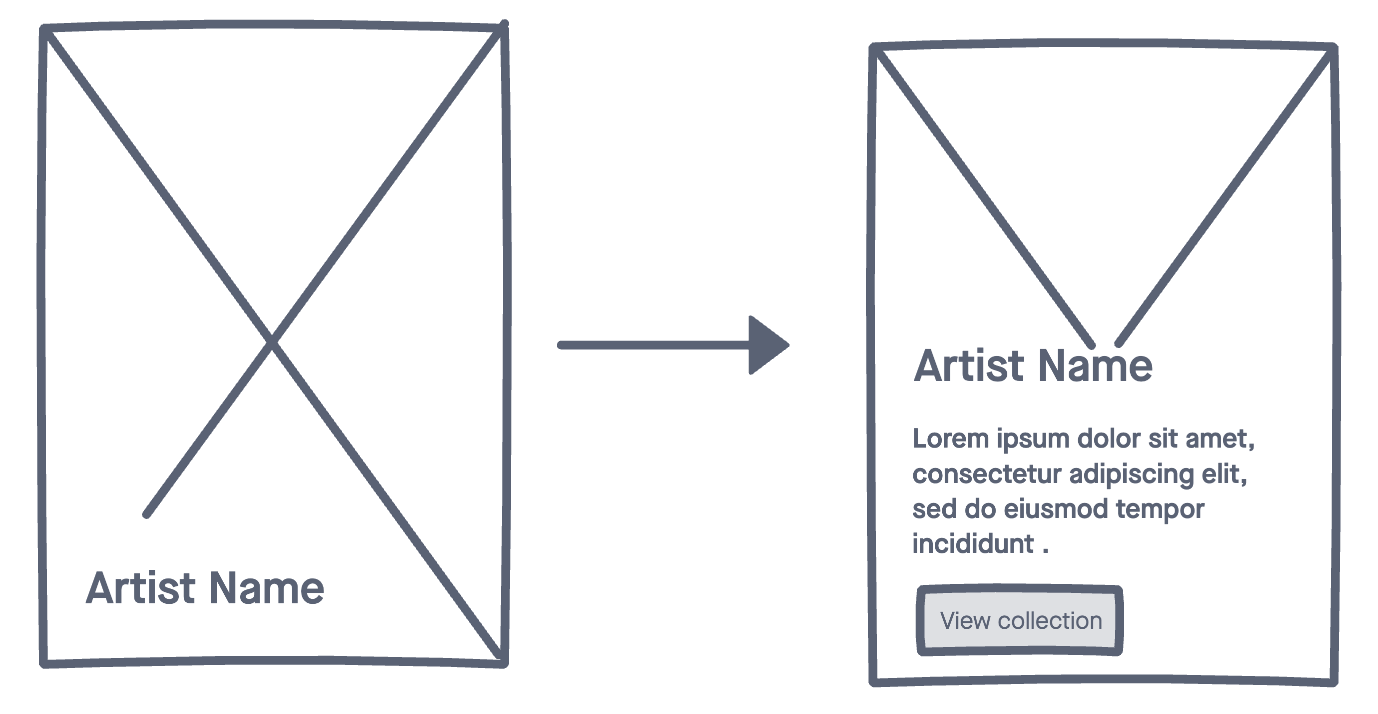 Artist Name
Artist Name
Lorem ipsum dolor sit amet,
consectetur adipiscing elit,
sed do eiusmod tempor
incididunt .
View collection